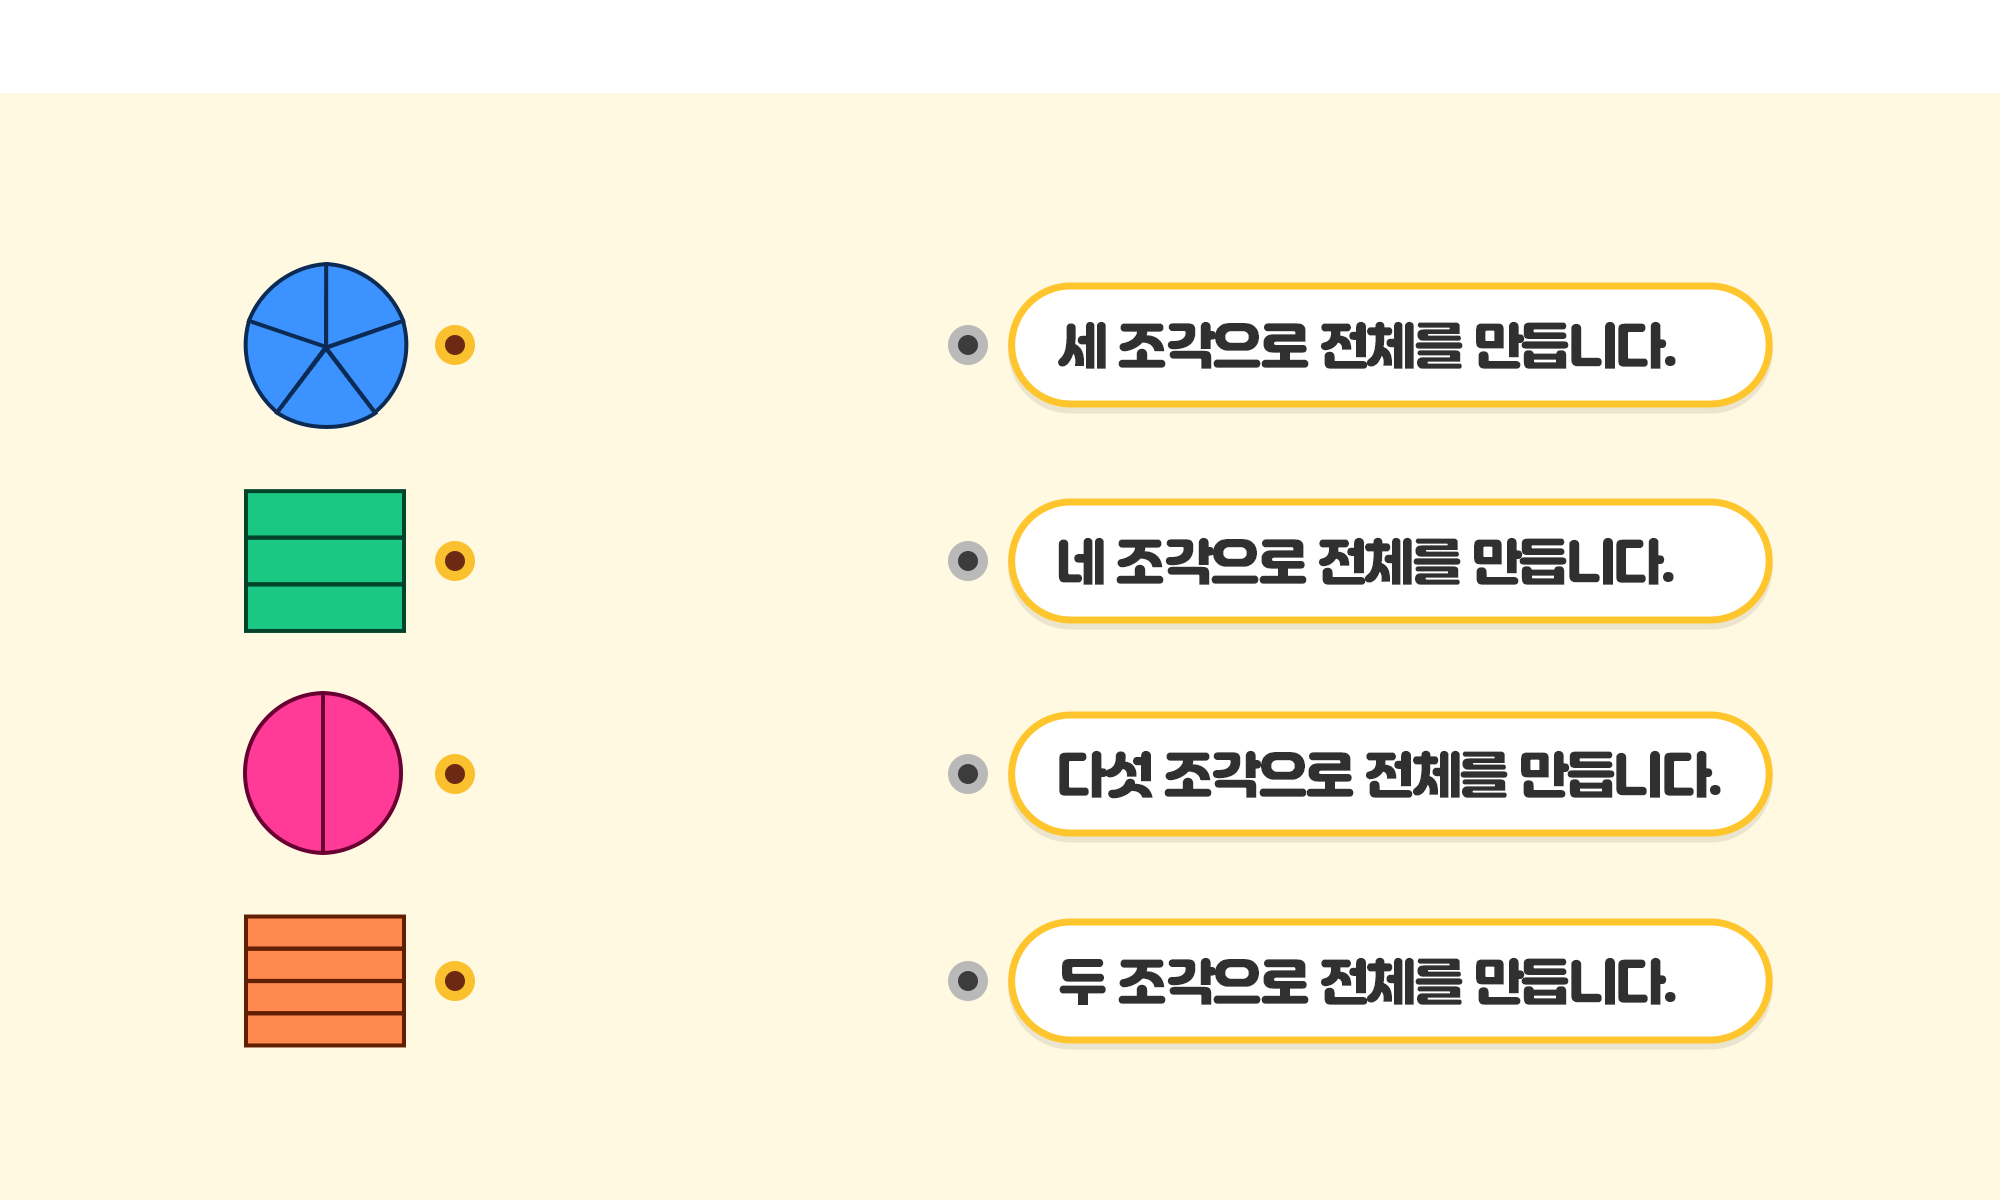 세 조각으로 전체를 만듭니다.
네 조각으로 전체를 만듭니다.
다섯 조각으로 전체를 만듭니다.
두 조각으로 전체를 만듭니다.